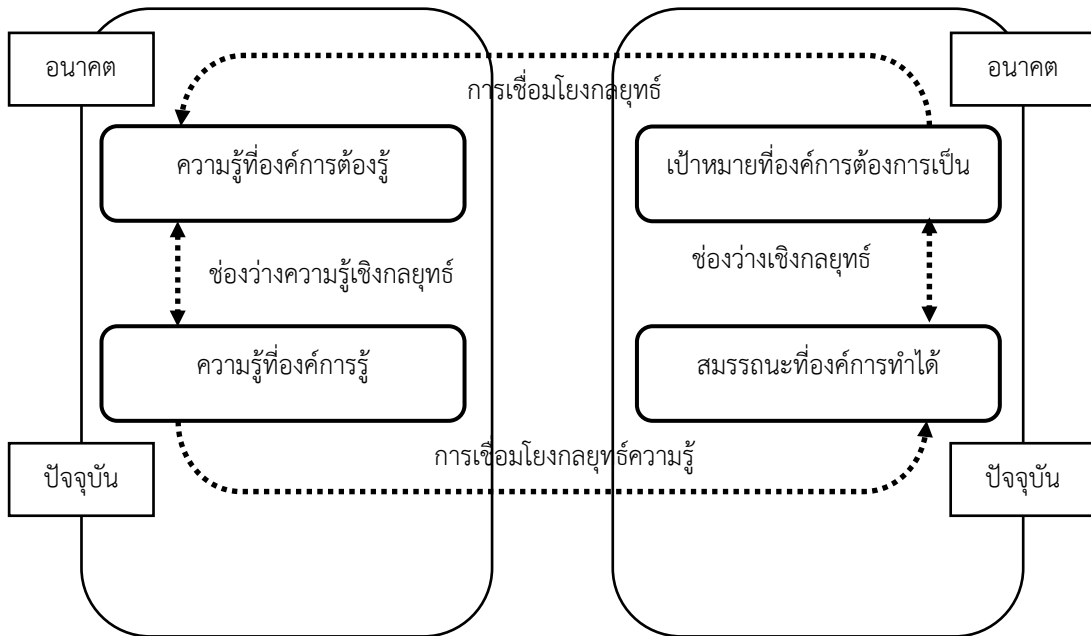 อนาคต
อนาคต
การเชื่อมโยงกลยุทธ์
ความรู้ที่องค์การต้องรู้
เป้าหมายที่องค์การต้องการเป็น
ช่องว่างความรู้เชิงกลยุทธ์
ช่องว่างเชิงกลยุทธ์
ความรู้ที่องค์การรู้
สมรรถนะที่องค์การทำได้
การเชื่อมโยงกลยุทธ์ความรู้
ปัจจุบัน
ปัจจุบัน